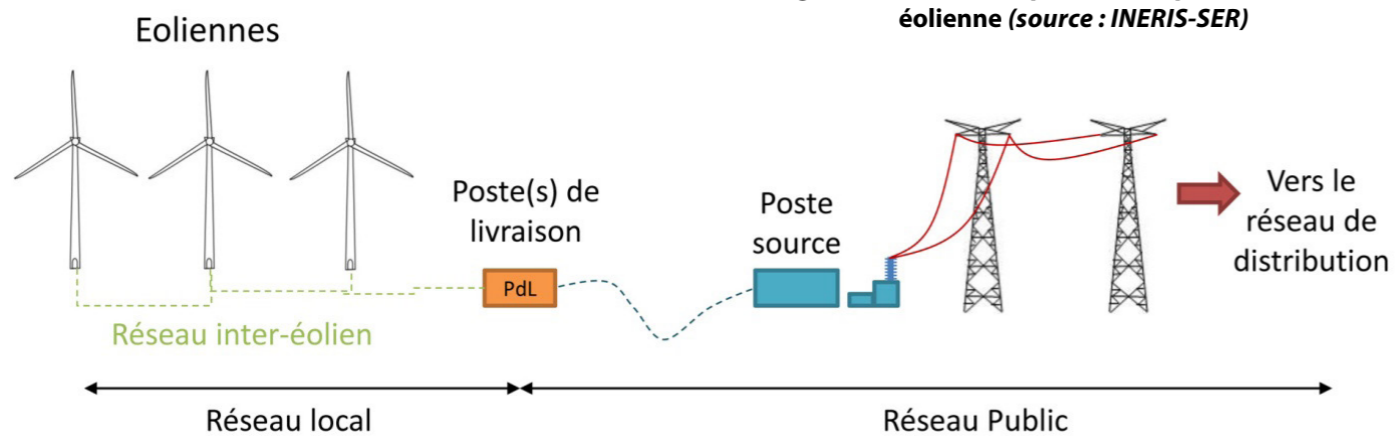 éolienne (source : INERIS-SER)
Eoliennes
Poste(s) de
livraison
Poste
source
Vers le
réseau de
distribution
PdL
Réseau inter-éolien
Réseau local
Réseau Public